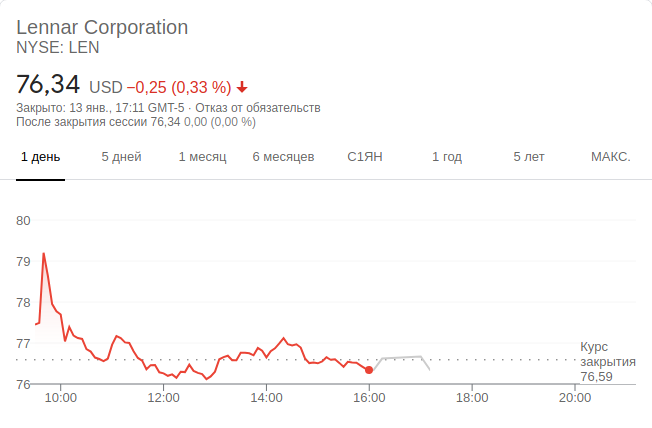 Lennar Corporation
NYSE: LEN
76,34 USD −0,25 (0,33 %)
Закрыто: 13 янв., 17:11 GMT-5 · Отказ от обязательств
После закрытия сессии 76,34 0,00 (0,00 %)
1 день 5 дней 1 месяц 6 месяцев С1ЯН 1 год 5 лет МАКС.
80
79
78
77
76
Курс
закрытия
76,59
10:00 12:00 14:00 16:00 18:00 20:00